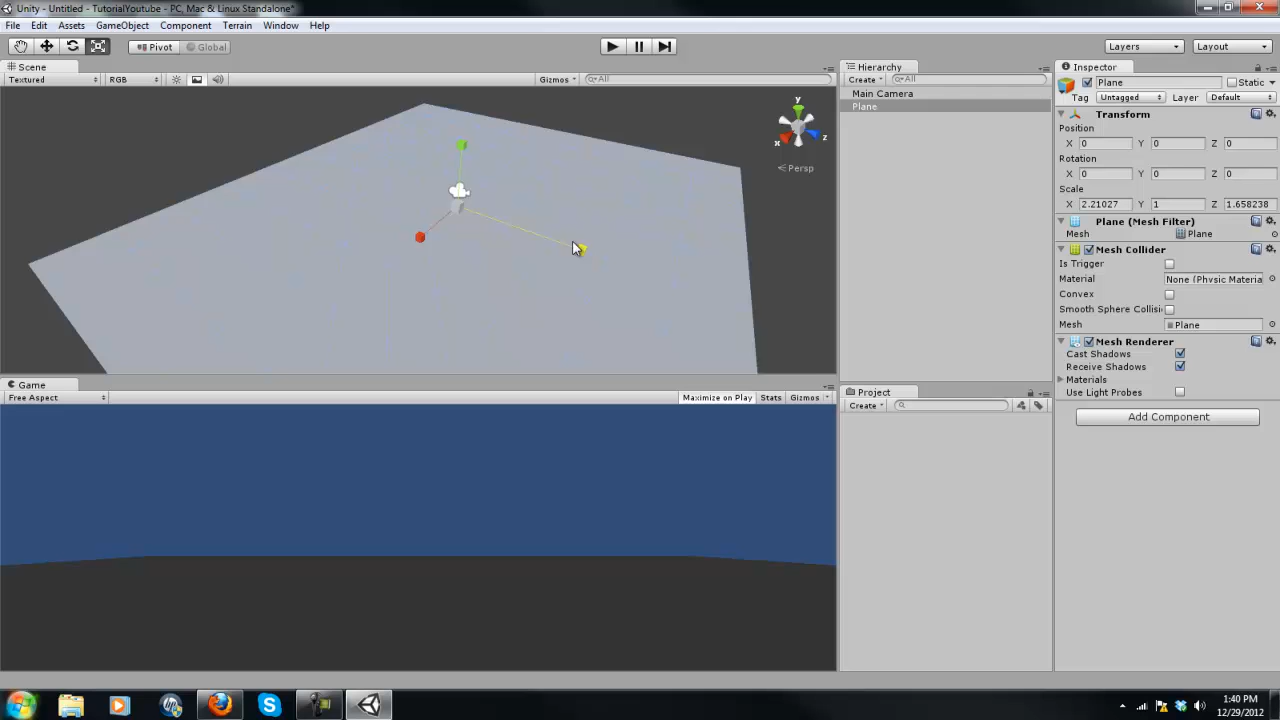 Unity - Untitled - TutorialYoutube - PC, Mac & Linux Standalone*
File Edit Assets GameObject Component Terrain Window Help
Pivot Global Layers Layout
Scene
Textured RGB Gizmos All
y
x
z
Persp
Game
Free Aspect Maximize on Play Stats Gizmos
Hierarchy
Create All
Main Camera
Plane
Project
Create
Inspector
Plane Static
Tag Untagged Layer Default
Transform
Position
X 0 Y 0 Z 0
Rotation
X 0 Y 0 Z 0
Scale
X 2.21027 Y 1 Z 1.658238
Plane (Mesh Filter)
Mesh Plane
Mesh Collider
Is Trigger
Material None (Physic Materia
Convex
Smooth Sphere Collisi
Mesh Plane
Mesh Renderer
Cast Shadows
Receive Shadows
Materials
Use Light Probes
Add Component
1:40 PM
12/29/2012